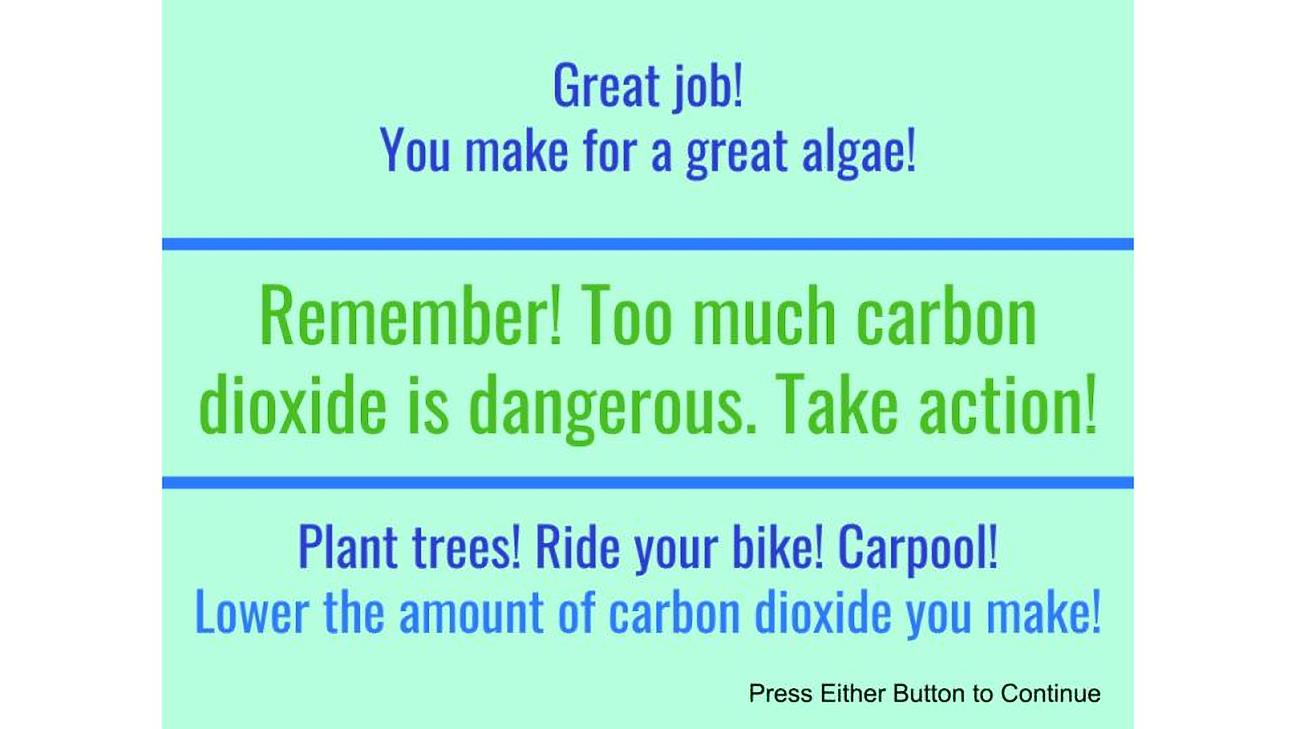 Great job!
You make for a great algae!
Remember! Too much carbon
dioxide is dangerous. Take action!
Plant trees! Ride your bike! Carpool!
Lower the amount of carbon dioxide you make!
Press Either Button to Continue